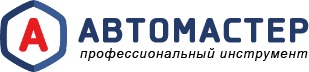 А АВТОМАСТЕР
профессиональный инструмент